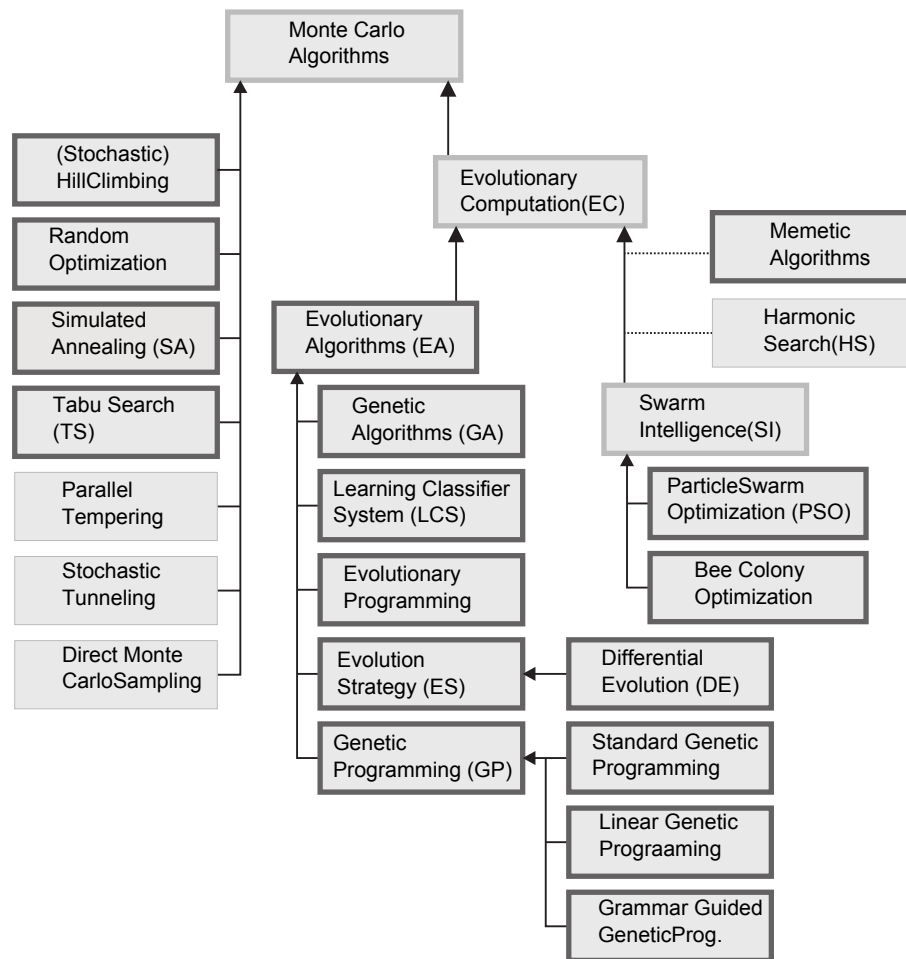 Monte Carlo
Algorithms
(Stochastic)
HillClimbing
Random
Optimization
Simulated
Annealing (SA)
Tabu Search
(TS)
Parallel
Tempering
Stochastic
Tunneling
Direct Monte
CarloSampling
Evolutionary
Computation(EC)
Evolutionary
Algorithms (EA)
Genetic
Algorithms (GA)
Learning Classifier
System (LCS)
Evolutionary
Programming
Evolution
Strategy (ES)
Genetic
Programming (GP)
Differential
Evolution (DE)
Standard Genetic
Programming
Linear Genetic
Prograaming
Grammar Guided
GeneticProg.
Memetic
Algorithms
Harmonic
Search(HS)
Swarm
Intelligence(SI)
ParticleSwarm
Optimization (PSO)
Bee Colony
Optimization